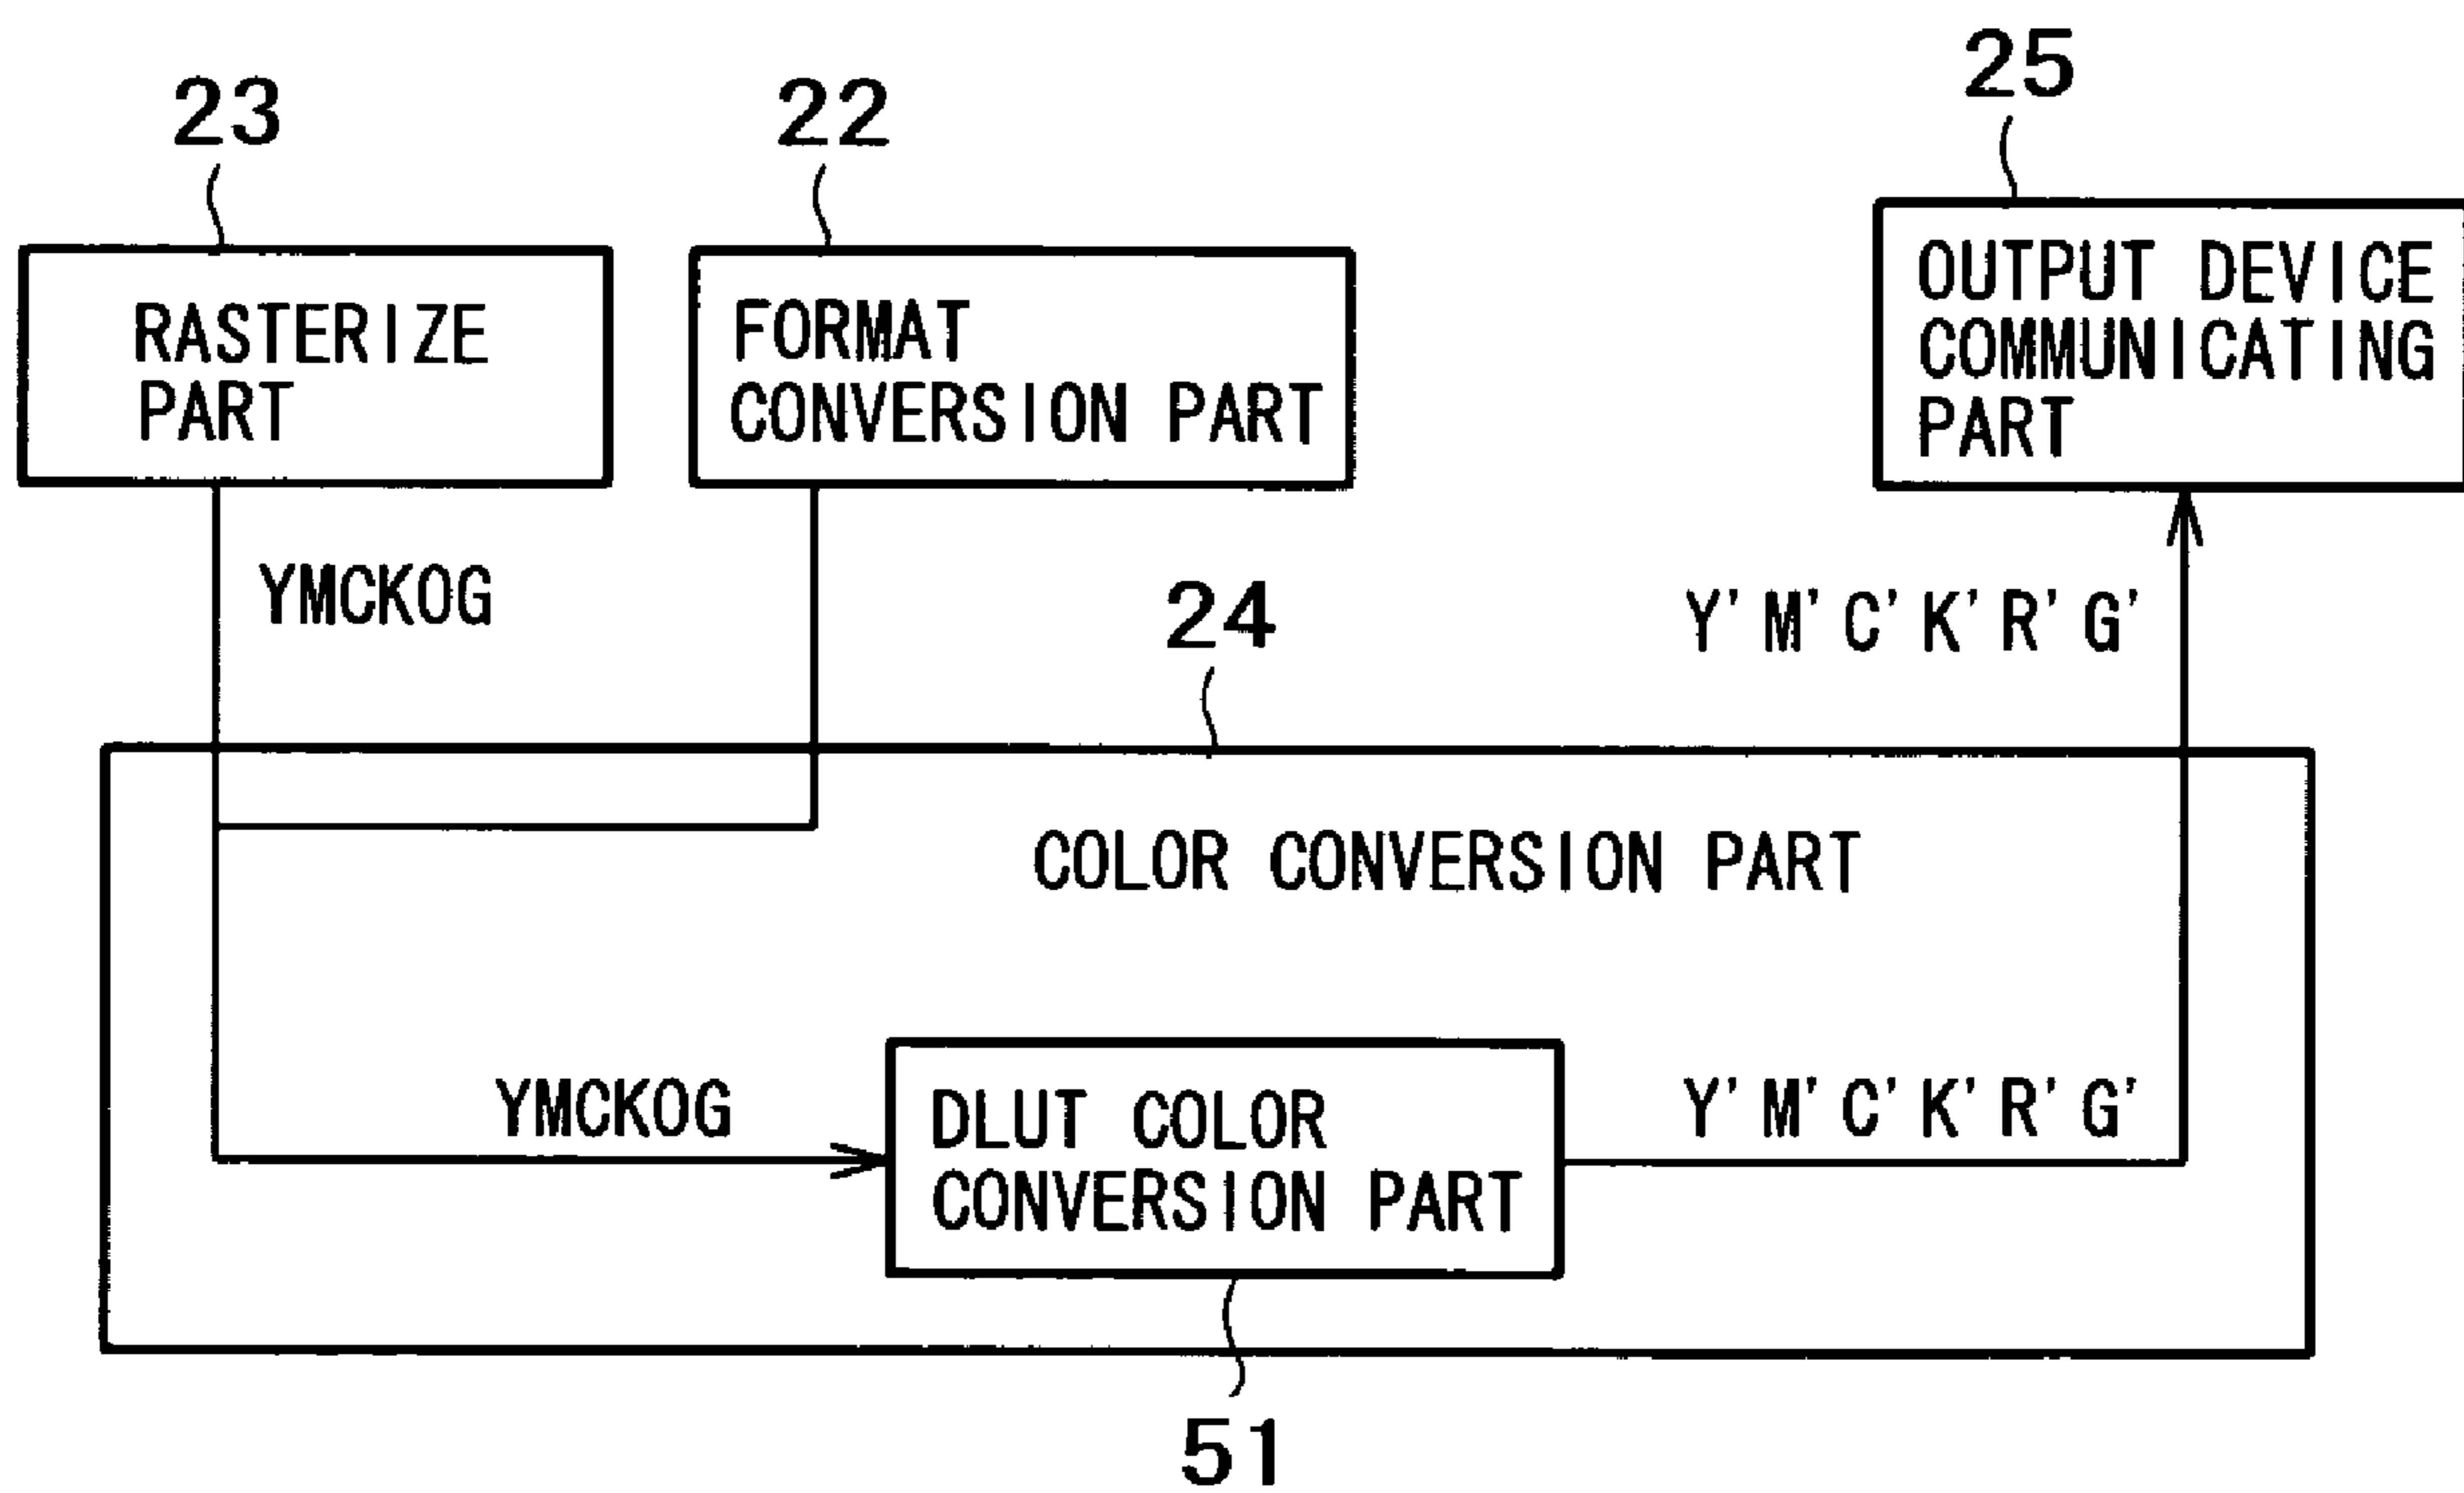 23
22
25
RASTERIZE
PART
FORMAT
CONVERSION PART
OUTPUT DEVICE
COMMUNICATING
PART
YMCKOG
24
Y'M'C'K'R'G'
COLOR CONVERSION PART
YMCKOG
DLUT COLOR
CONVERSION PART
Y'M'C'K'R'G'
51